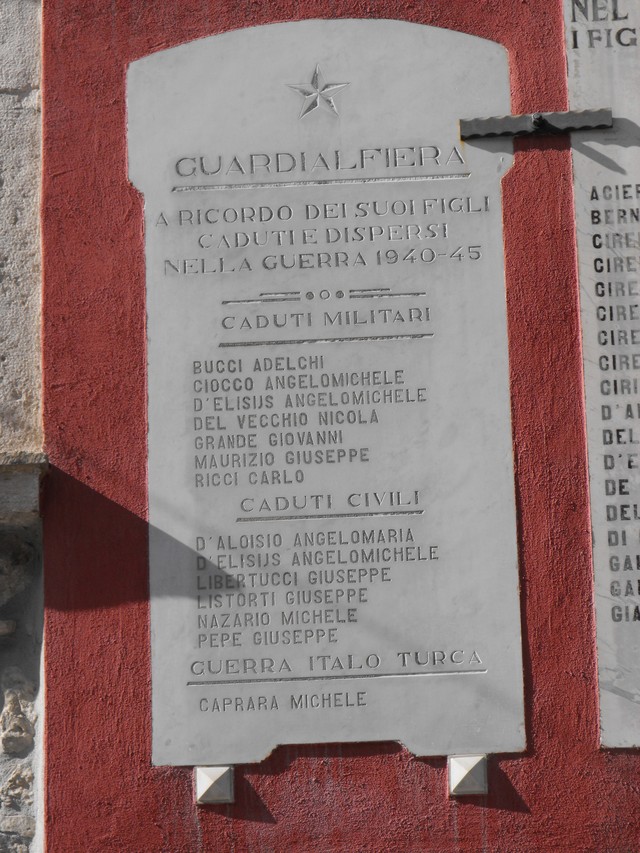 GUARDIALFIERA
A RICORDO DEI SUOI FIGLI
CADUTI E DISPERSI
NELLA GUERRA 1940-45
CADUTI MILITARI
BUCCI ADELCHI
CIOCCO ANGELOMICHELE
D'ELISIJS ANGELOMICHELE
DEL VECCHIO NICOLA
GRANDE GIOVANNI
MAURIZIO GIUSEPPE
RICCI CARLO
CADUTI CIVILI
D'ALOISIO ANGELOMARIA
D'ELISIJS ANGELOMICHELE
LIBERTUCCI GIUSEPPE
LISTORTI GIUSEPPE
NAZARIO MICHELE
PEPE GIUSEPPE
GUERRA ITALO TURCA
CAPRARA MICHELE
NEL
I FIG